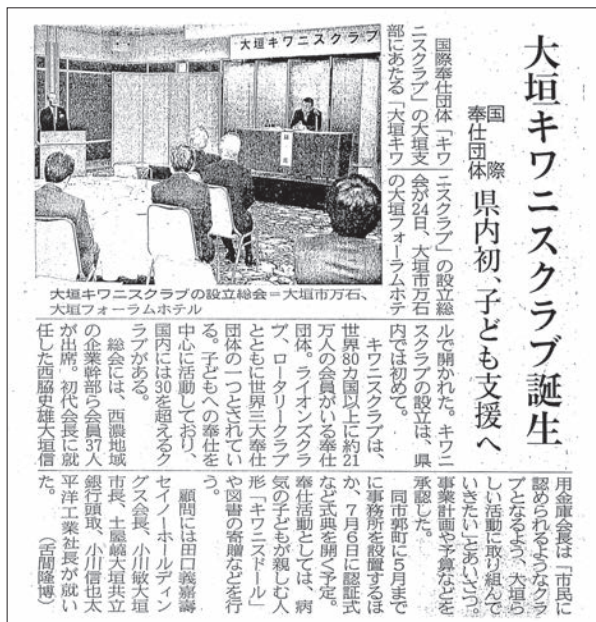 大垣キワニスクラブ誕生
国際
奉仕団体
県内初、子ども支援へ
大垣キワニスクラブ
大垣キワニスクラブの設立総会＝大垣市万石、
大垣フォーラムホテル
国際奉仕団体「キワ
ニスクラブ」の大垣支
部にあたる「大垣キワ
ニスクラブ」の設立総
会が24日、大垣市万石
の大垣フォーラムホテ
ルで開かれた。キワニ
スクラブの設立は、県
内では初めて。
キワニスクラブは、
世界80カ国以上に約21
万人の会員がいる奉仕
団体。ライオンズクラ
ブ、ロータリークラブ
とともに世界三大奉仕
団体の一つとされてい
る。子どもへの奉仕を
中心に活動しており、
国内には30を超えるク
ラブがある。
総会には、西濃地域
の企業幹部ら会員37人
が出席。初代会長に就
任した西脇史雄大垣信
用金庫会長は「市民に
認められるようなクラ
ブとなるよう、大垣ら
しい活動に取り組んで
いきたい」とあいさつ。
事業計画や予算などを
承認した。
同市郭町に5月まで
に事務所を設置するほ
か、7月6日に認証式
など式典を開く予定。
奉仕活動としては、病
気の子どもが親しむ人
形「キワニスドール」
や図書の寄贈などを行
う。
顧問には田口義嘉壽
セイノーホールディン
グス会長、小川敏大垣
市長、土屋嶢大垣共立
銀行頭取、小川信也太
平洋工業社長が就い
た。
（舌間隆博）